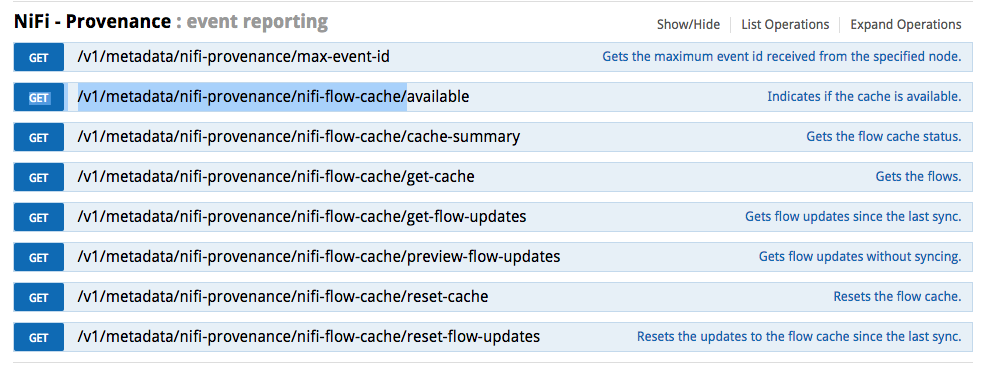 NiFi - Provenance : event reporting Show/Hide List Operations Expand Operations
GET /v1/metadata/nifi-provenance/max-event-id Gets the maximum event id received from the specified node.
GET /v1/metadata/nifi-provenance/nifi-flow-cache/available Indicates if the cache is available.
GET /v1/metadata/nifi-provenance/nifi-flow-cache/cache-summary Gets the flow cache status.
GET /v1/metadata/nifi-provenance/nifi-flow-cache/get-cache Gets the flows.
GET /v1/metadata/nifi-provenance/nifi-flow-cache/get-flow-updates Gets flow updates since the last sync.
GET /v1/metadata/nifi-provenance/nifi-flow-cache/preview-flow-updates Gets flow updates without syncing.
GET /v1/metadata/nifi-provenance/nifi-flow-cache/reset-cache Resets the flow cache.
GET /v1/metadata/nifi-provenance/nifi-flow-cache/reset-flow-updates Resets the updates to the flow cache since the last sync.